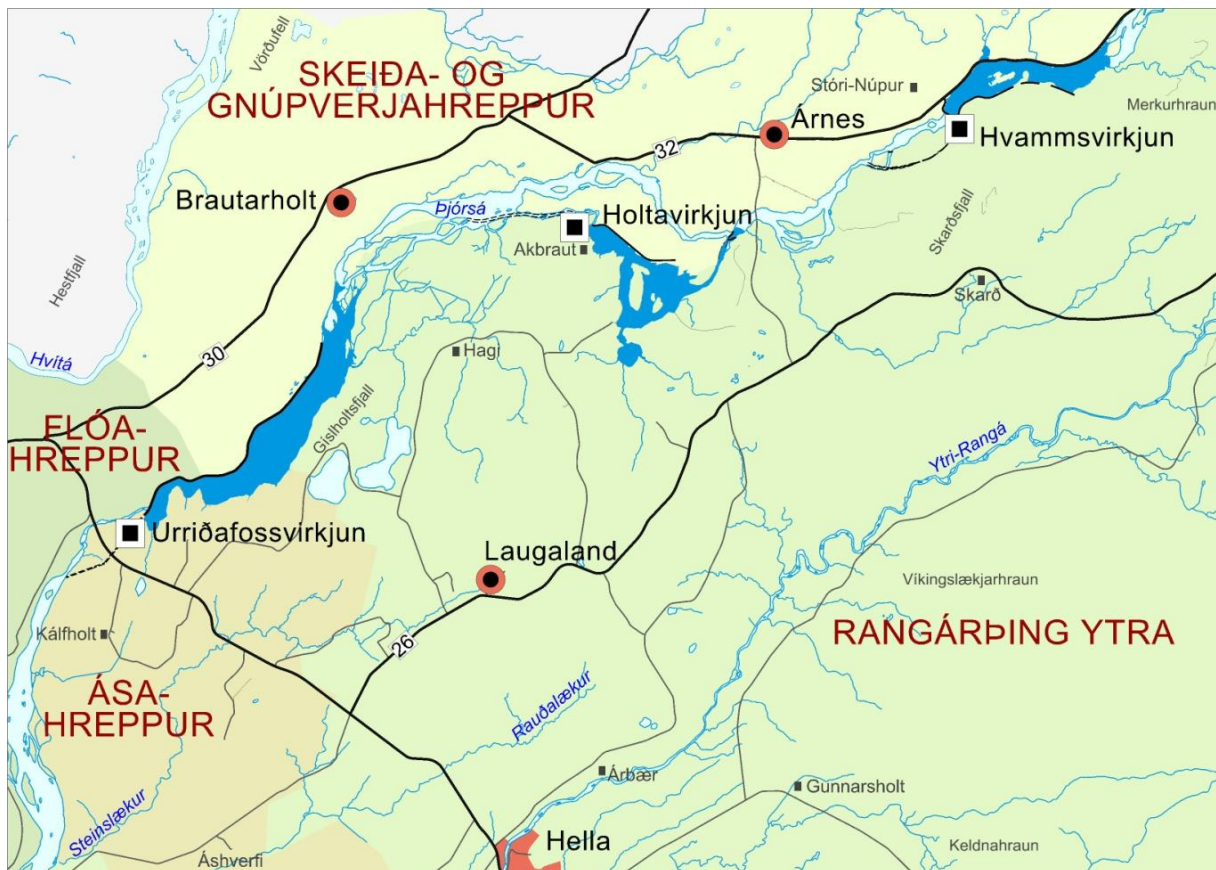 Vörðufell
SKEIÐA- OG
GNÚPVERJAHREPPUR
Stóri-Núpur
Merkurhraun
Árnes
32
Hvammsvirkjun
Brautarholt
Þjórsá
Holtavirkjun
Akbraut
Skarðsfjall
Hestfjall
Skarð
Hvítá
30
Hagi
Gíslholtsfjall
FLÓA-
HREPPUR
Ytri-Rangá
Urriðafossvirkjun
Laugaland
Víkingslækjarhraun
Kálfholt
26
RANGÁRÞING YTRA
ÁSA-
HREPPUR
Rauðalækur
Árbær
Gunnarsholt
Steinslækur
Hella
Áshverfi
Keldnahraun